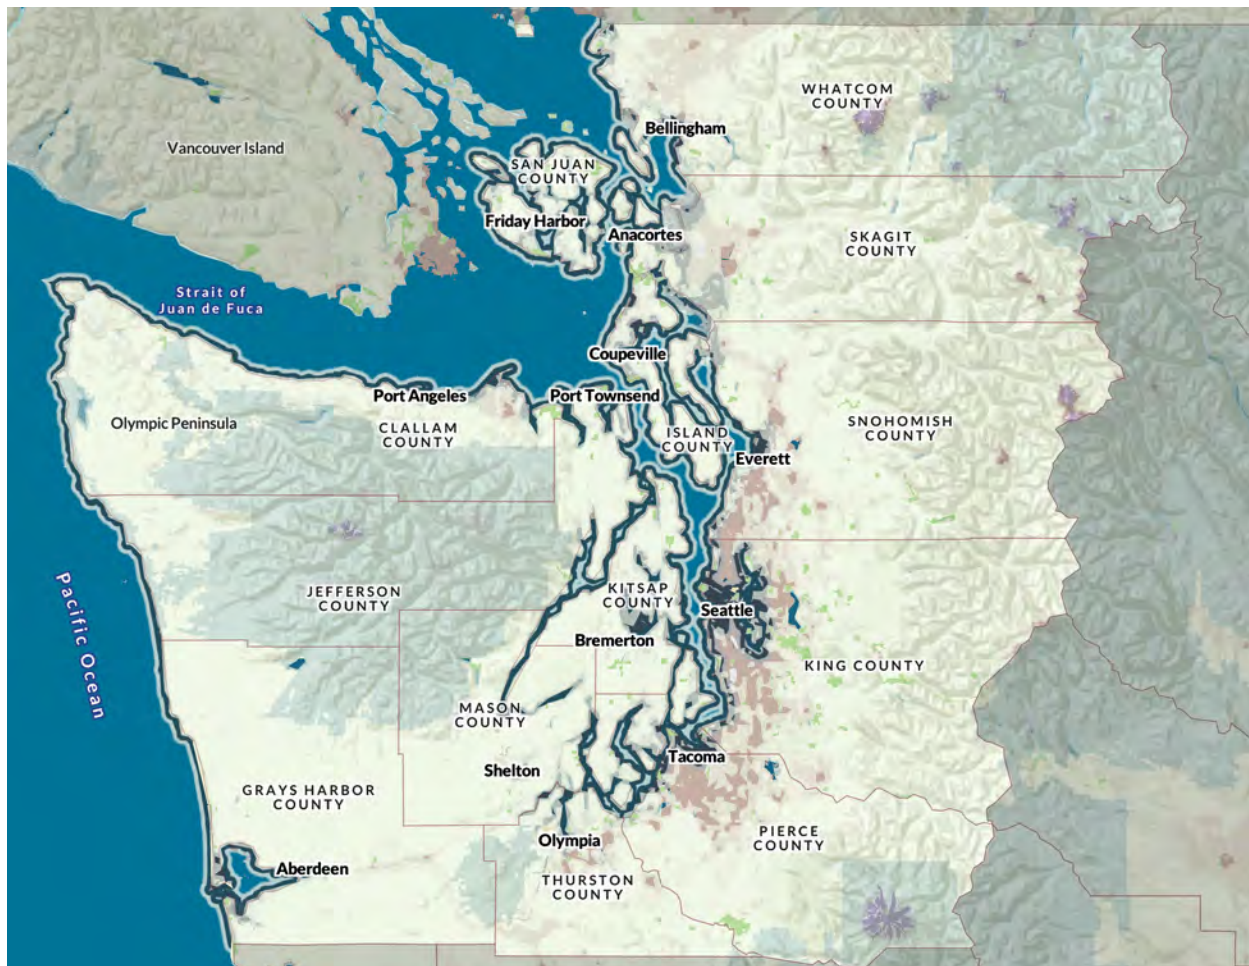 WHATCOM
COUNTY
Bellingham
Vancouver Island
SAN JUAN
COUNTY
Friday Harbor
Anacortes
SKAGIT
COUNTY
Strait of
Juan de Fuca
Coupeville
Port Angeles
Port Townsend
Olympic Peninsula
CLALLAM
COUNTY
ISLAND
COUNTY
SNOHOMISH
COUNTY
Everett
Pacific Ocean
JEFFERSON
COUNTY
KITSAP
COUNTY
Seattle
Bremerton
KING COUNTY
MASON
COUNTY
Tacoma
Shelton
GRAYS HARBOR
COUNTY
PIERCE
COUNTY
Olympia
Aberdeen
THURSTON
COUNTY